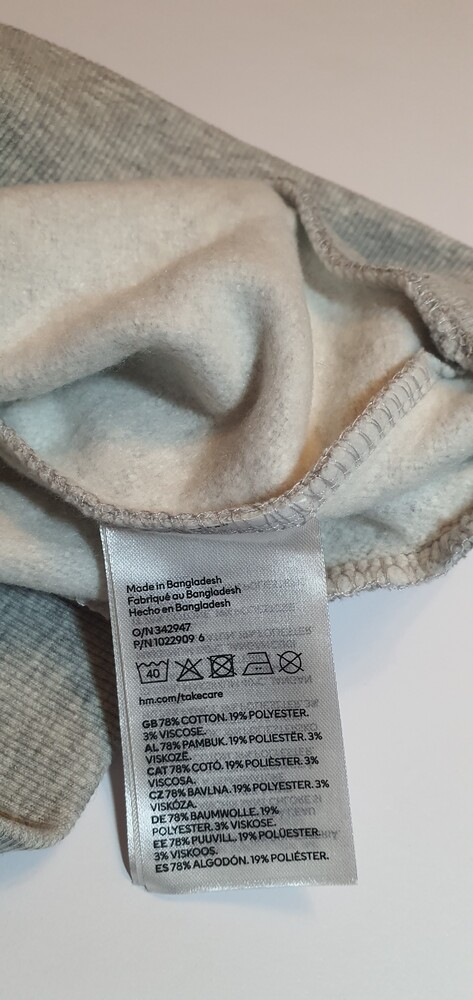 Made in Bangladesh
Fabriqué au Bangladesh
Hecho en Bangladesh
O/N 342947
P/N 1022909 6
40
hm.com/takecare
GB 78% COTTON. 19% POLYESTER.
3% VISCOSE.
AL 78% PAMBUK. 19% POLIESTËR. 3%
VISKOZË.
CAT 78% COTÓ. 19% POLIÈSTER. 3%
VISCOSA.
CZ 78% BAVLNA. 19% POLYESTER. 3%
VISKÓZA.
DE 78% BAUMWOLLE. 19%
POLYESTER. 3% VISKOSE.
EE 78% PUUVILL. 19% POLÜESTER.
3% VISKOOS.
ES 78% ALGODÓN. 19% POLIÉSTER.